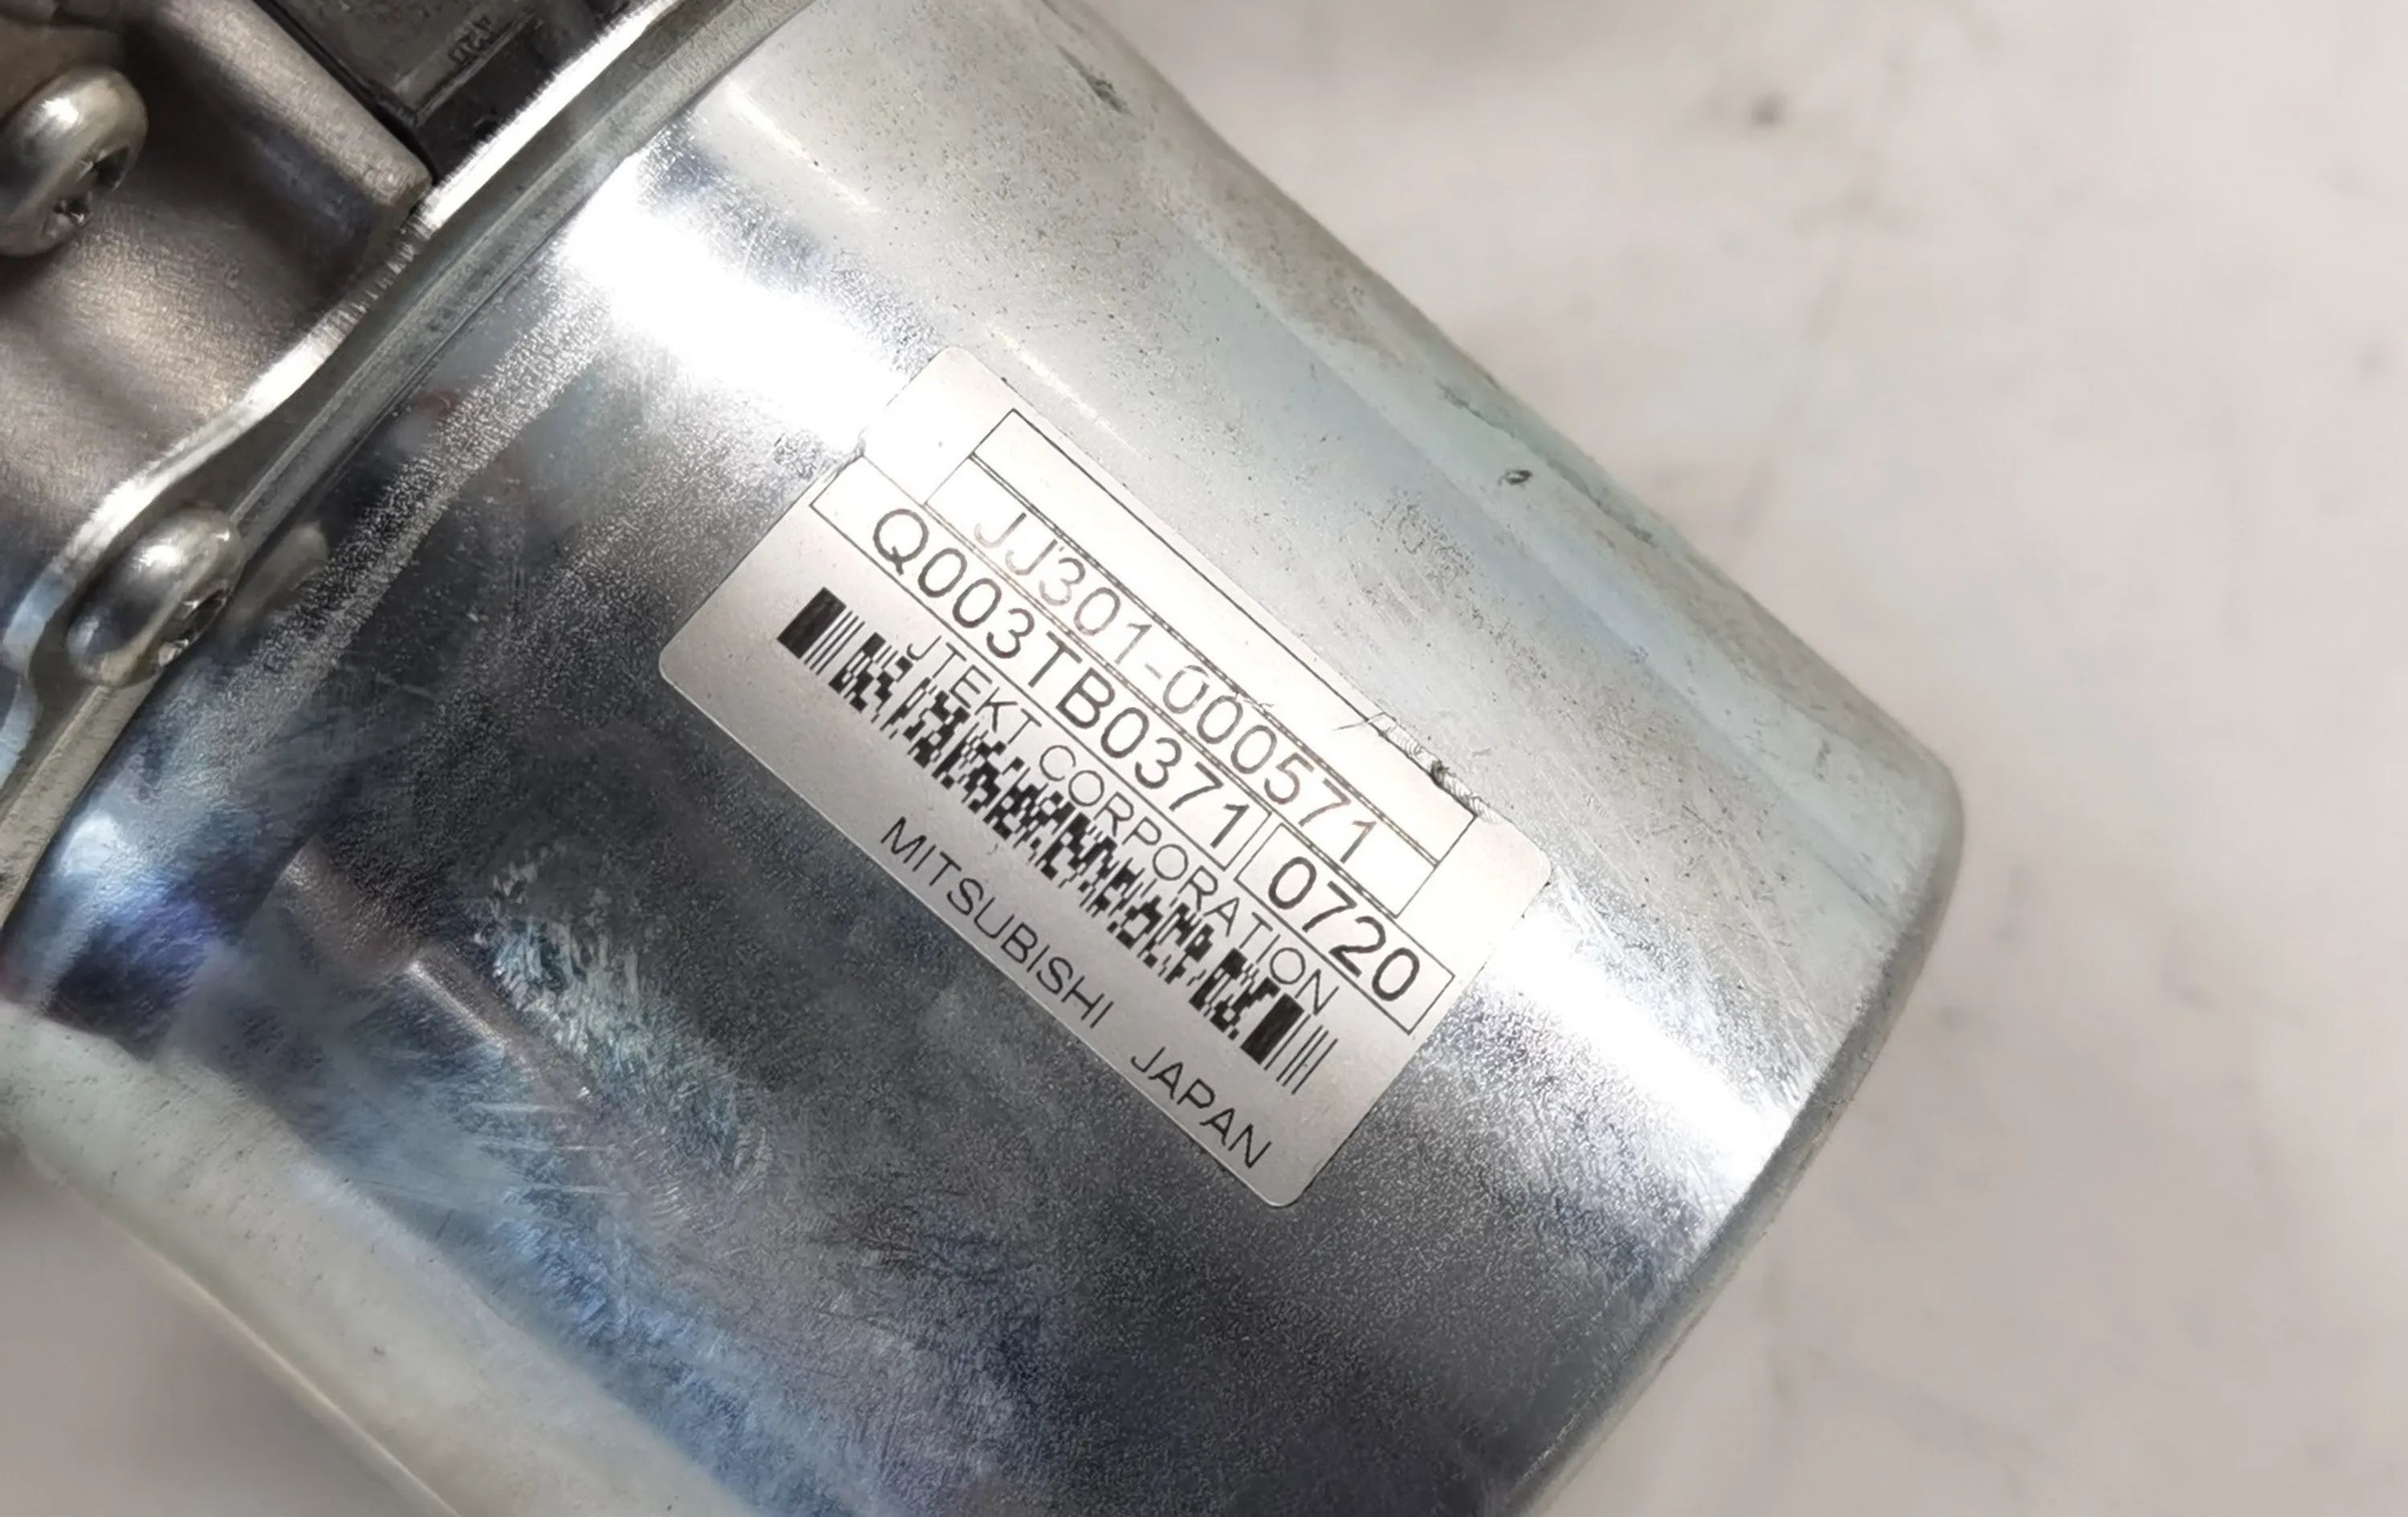 JJ301-000571
Q003TB0371 0720
JTEKT CORPORATION
MITSUBISHI JAPAN